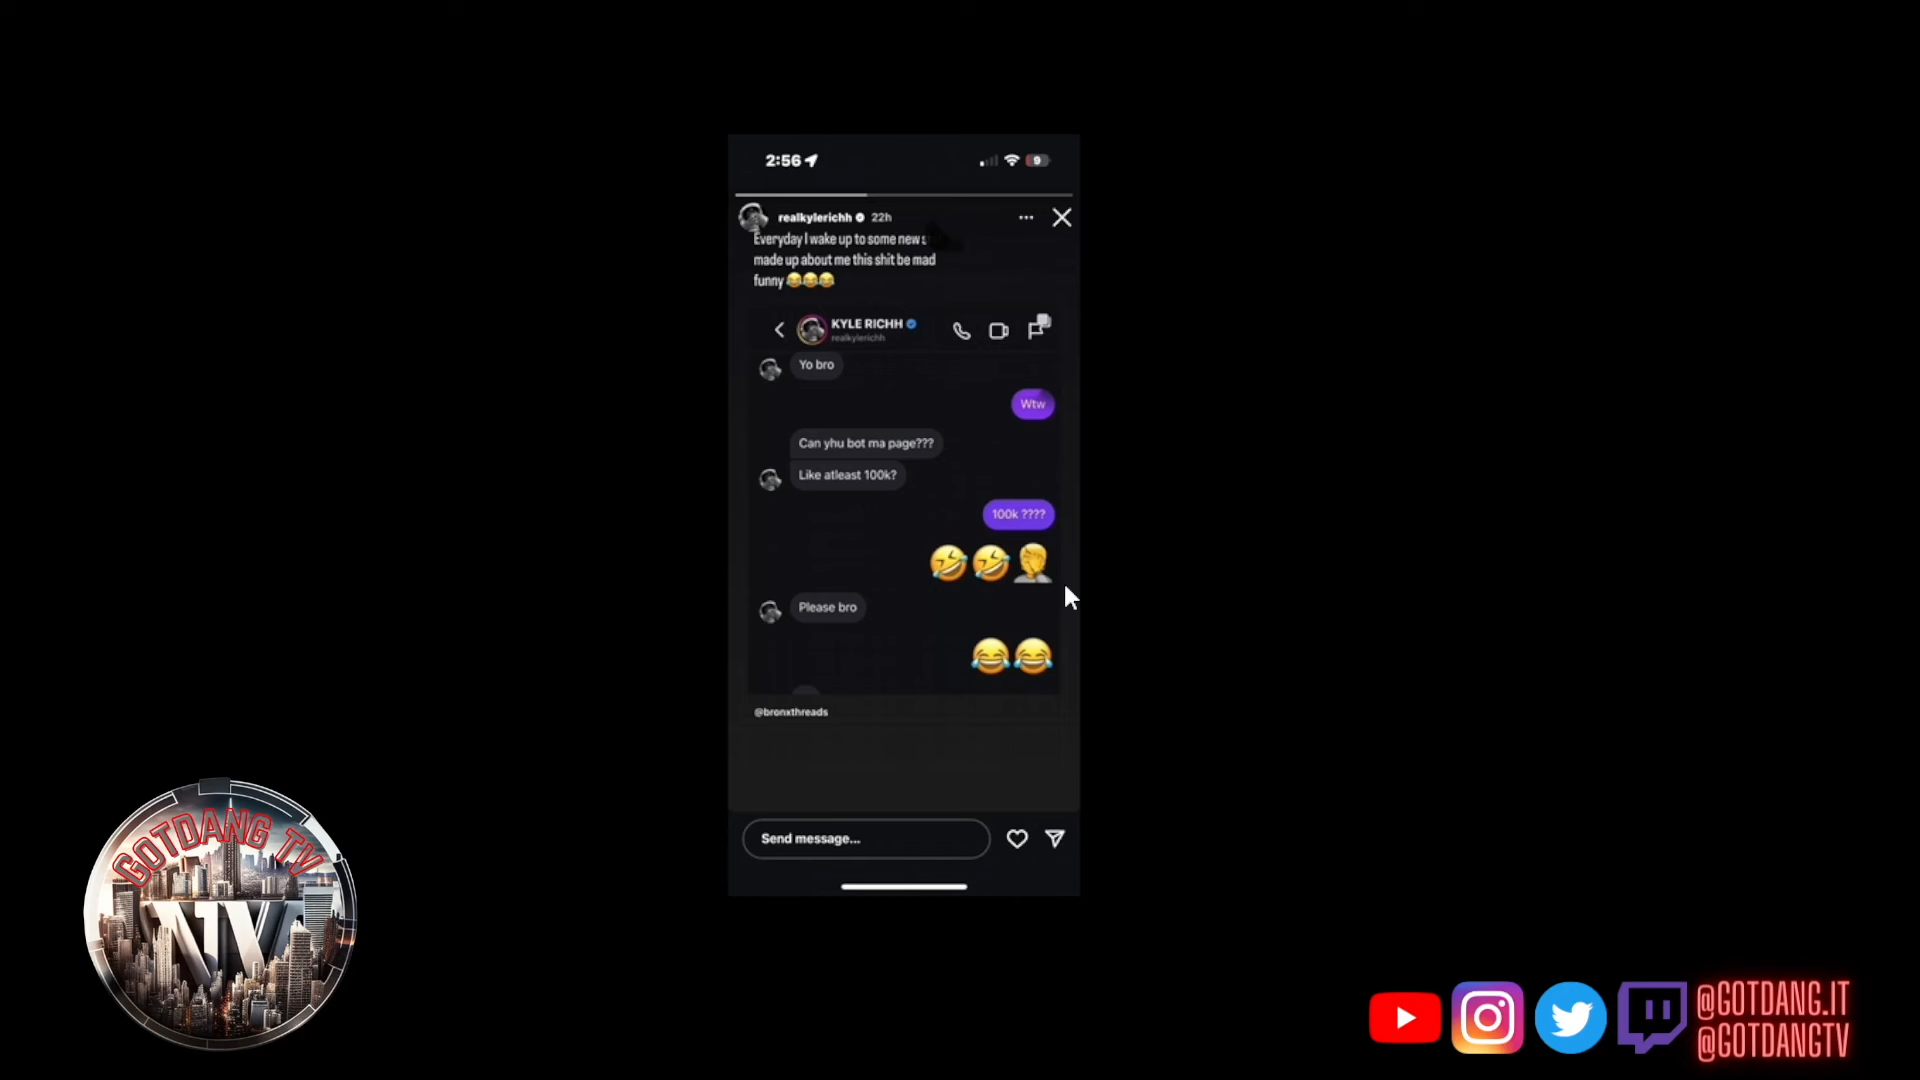 2:56
9
realkylerichh 22h
Everyday I wake up to some new
made up about me this shit be mad
funny 😂😂😂
KYLE RICHH
realkylerichh
Yo bro
Wtw
Can yhu bot ma page???
Like atleast 100k?
100k ????
🤣🤣🤦
Please bro
😂😂
@bronxthreads
Send message...
GOTDANG TV
@GOTDANG.IT
@GOTDANGTV